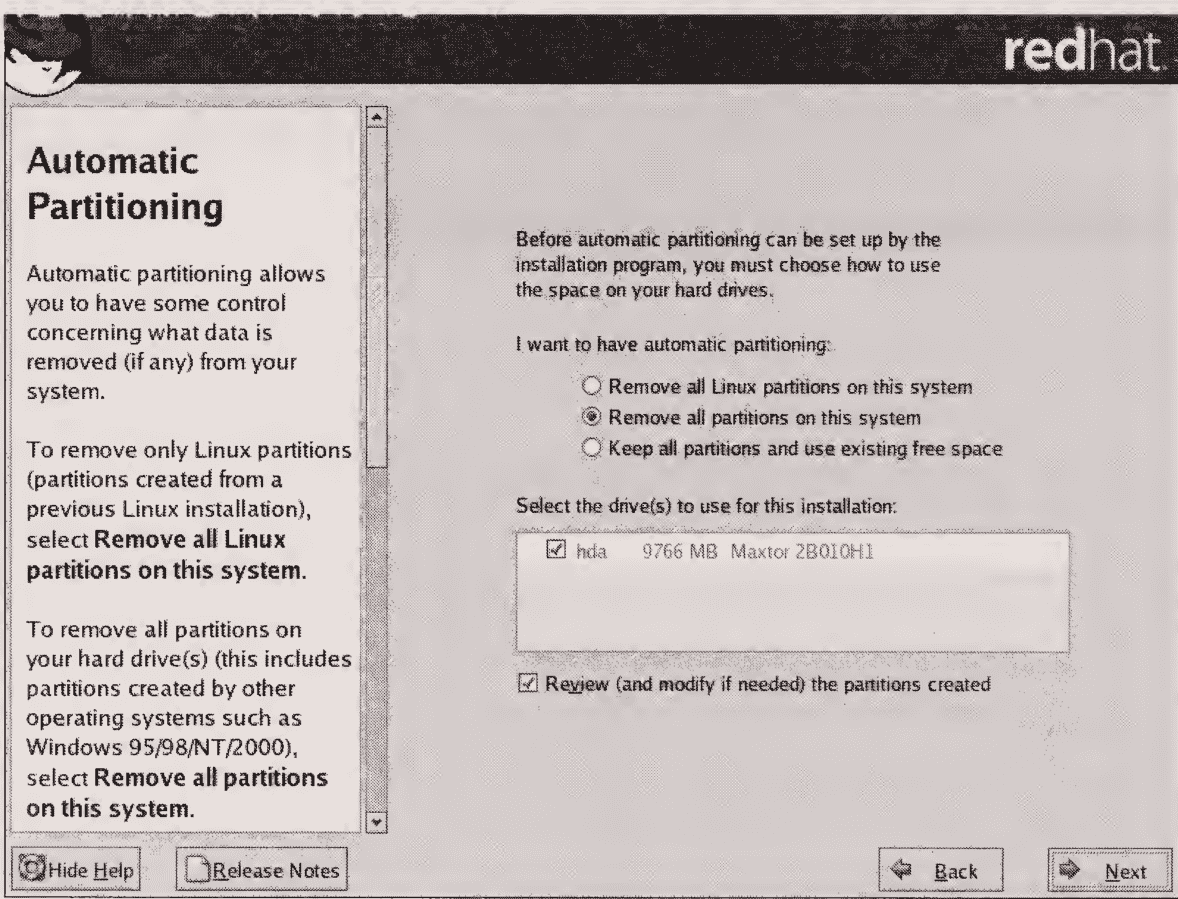 redhat.
Automatic
Partitioning
Automatic partitioning allows
you to have some control
concerning what data is
removed (if any) from your
system.
To remove only Linux partitions
(partitions created from a
previous Linux installation),
select Remove all Linux
partitions on this system.
To remove all partitions on
your hard drive(s) (this includes
partitions created by other
operating systems such as
Windows 95/98/NT/2000),
select Remove all partitions
on this system.
Before automatic partitioning can be set up by the
installation program, you must choose how to use
the space on your hard drives.
I want to have automatic partitioning:
Remove all Linux partitions on this system
Remove all partitions on this system
Keep all partitions and use existing free space
Select the drive(s) to use for this installation:
hda 9766 MB Maxtor 2B010H1
Review (and modify if needed) the partitions created
Hide Help
Release Notes
Back
Next